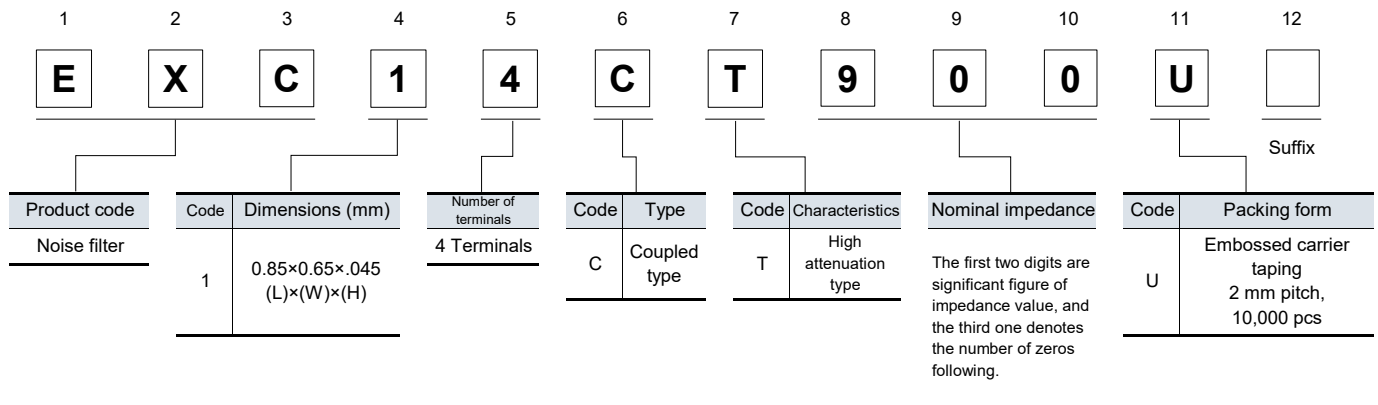 1 2 3 4 5 6 7 8 9 10 11 12
E X C 1 4 C T 9 0 0 U
Suffix
Product code
Noise filter
Code Dimensions (mm)
1
0.85×0.65×.045
(L)×(W)×(H)
Number of
terminals
4 Terminals
Code Type
C
Coupled
type
Code Characteristics
T
High
attenuation
type
Nominal impedance
The first two digits are
significant figure of
impedance value, and
the third one denotes
the number of zeros
following.
Code Packing form
U
Embossed carrier
taping
2 mm pitch,
10,000 pcs